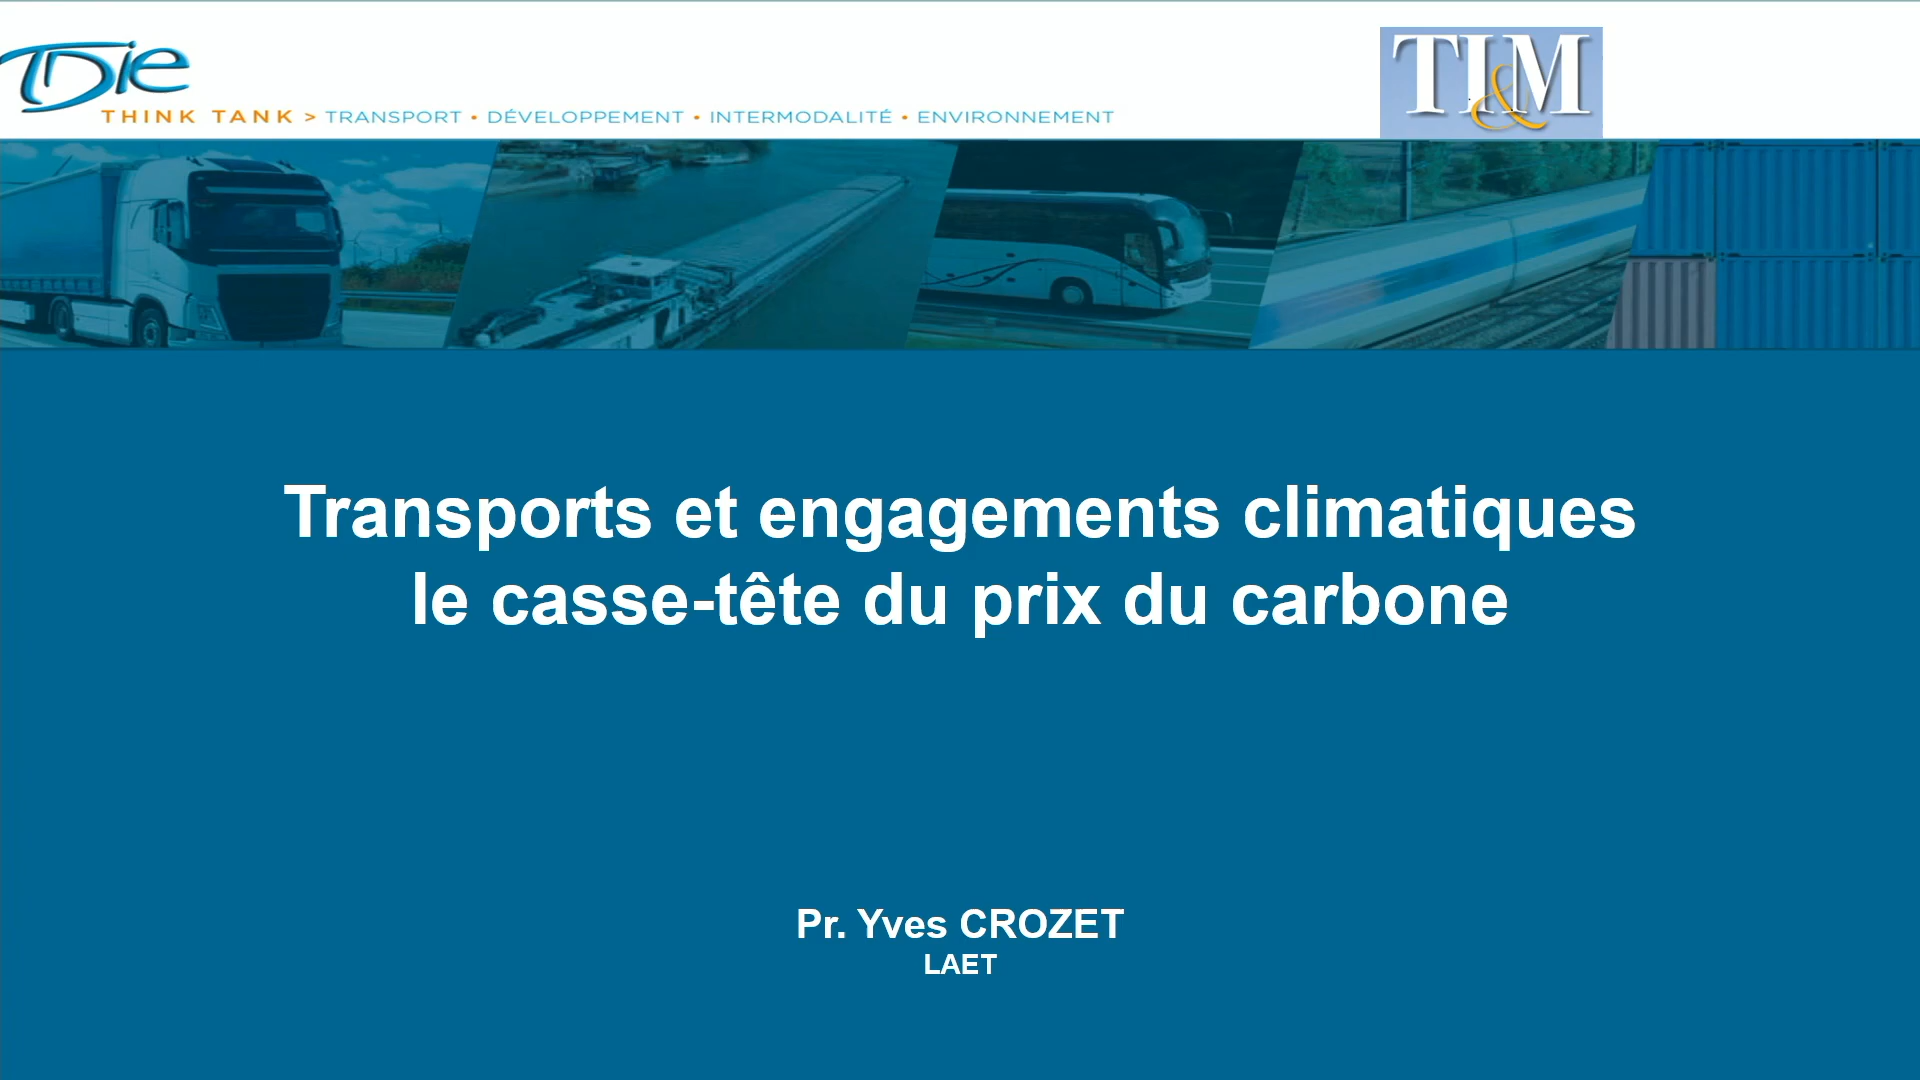 TDie
TI&M
THINK TANK > TRANSPORT • DÉVELOPPEMENT • INTERMODALITÉ • ENVIRONNEMENT
Transports et engagements climatiques
le casse-tête du prix du carbone
Pr. Yves CROZET
LAET